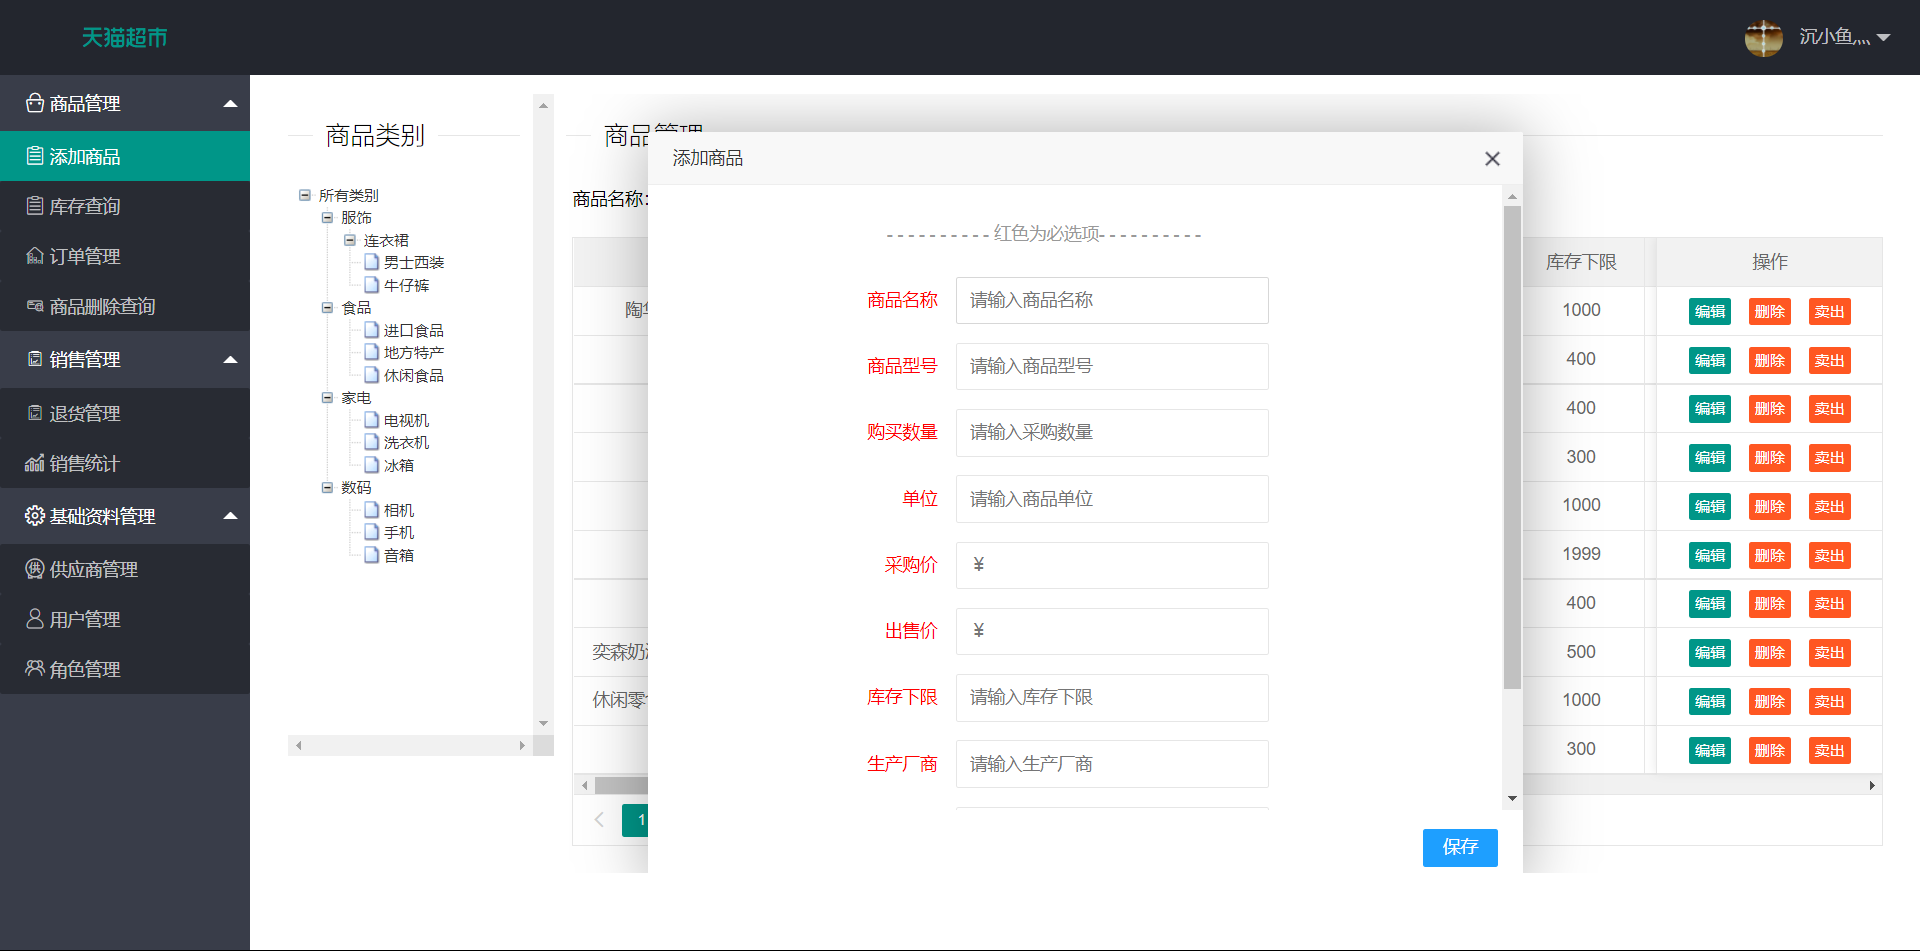 天猫超市
沉小鱼灬
商品管理
添加商品
库存查询
订单管理
商品删除查询
销售管理
退货管理
销售统计
基础资料管理
供应商管理
用户管理
角色管理
商品类别
所有类别
服饰
连衣裙
男士西装
牛仔裤
食品
进口食品
地方特产
休闲食品
家电
电视机
洗衣机
冰箱
数码
相机
手机
音箱
商品管理
商品名称:
添加商品
----------红色为必选项----------
商品名称 请输入商品名称
商品型号 请输入商品型号
购买数量 请输入采购数量
单位 请输入商品单位
采购价 ￥
出售价 ￥
库存下限 请输入库存下限
生产厂商 请输入生产厂商
保存
库存下限 操作
陶 1000 编辑 删除 卖出
400 编辑 删除 卖出
400 编辑 删除 卖出
300 编辑 删除 卖出
1000 编辑 删除 卖出
1999 编辑 删除 卖出
400 编辑 删除 卖出
奕森奶 500 编辑 删除 卖出
休闲零 1000 编辑 删除 卖出
300 编辑 删除 卖出
1